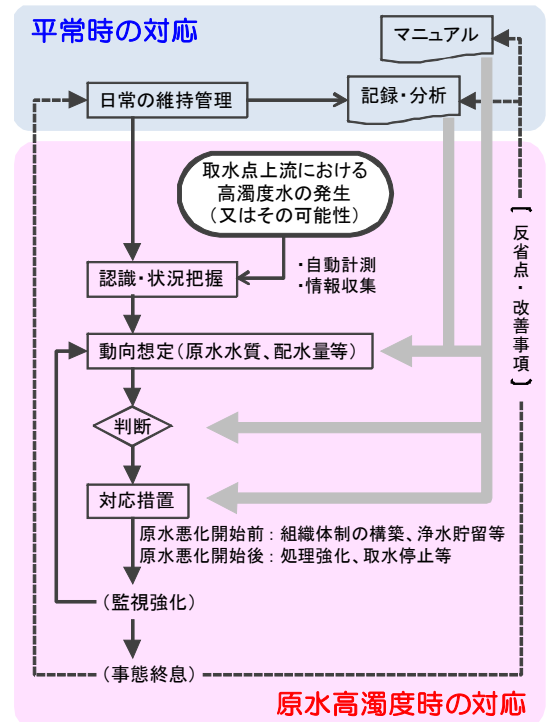 平常時の対応
マニュアル
日常の維持管理
記録・分析
取水点上流における
高濁度水の発生
（又はその可能性）
・自動計測
・情報収集
認識・状況把握
【反省点・改善事項】
動向想定（原水水質、配水量等）
判断
対応措置
原水悪化開始前：組織体制の構築、浄水貯留等
原水悪化開始後：処理強化、取水停止等
（監視強化）
（事態終息）
原水高濁度時の対応